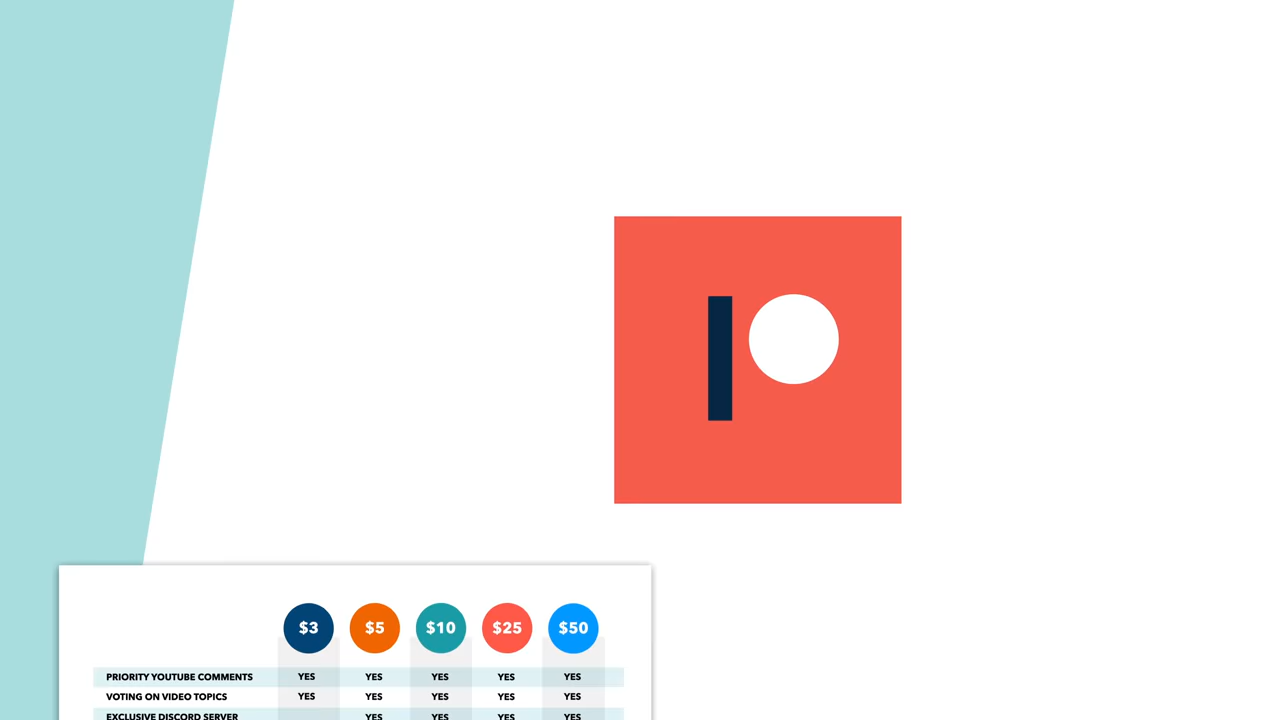 $3 $5 $10 $25 $50
PRIORITY YOUTUBE COMMENTS YES YES YES YES YES
VOTING ON VIDEO TOPICS YES YES YES YES YES
EXCLUSIVE DISCORD SERVER YES YES YES YES